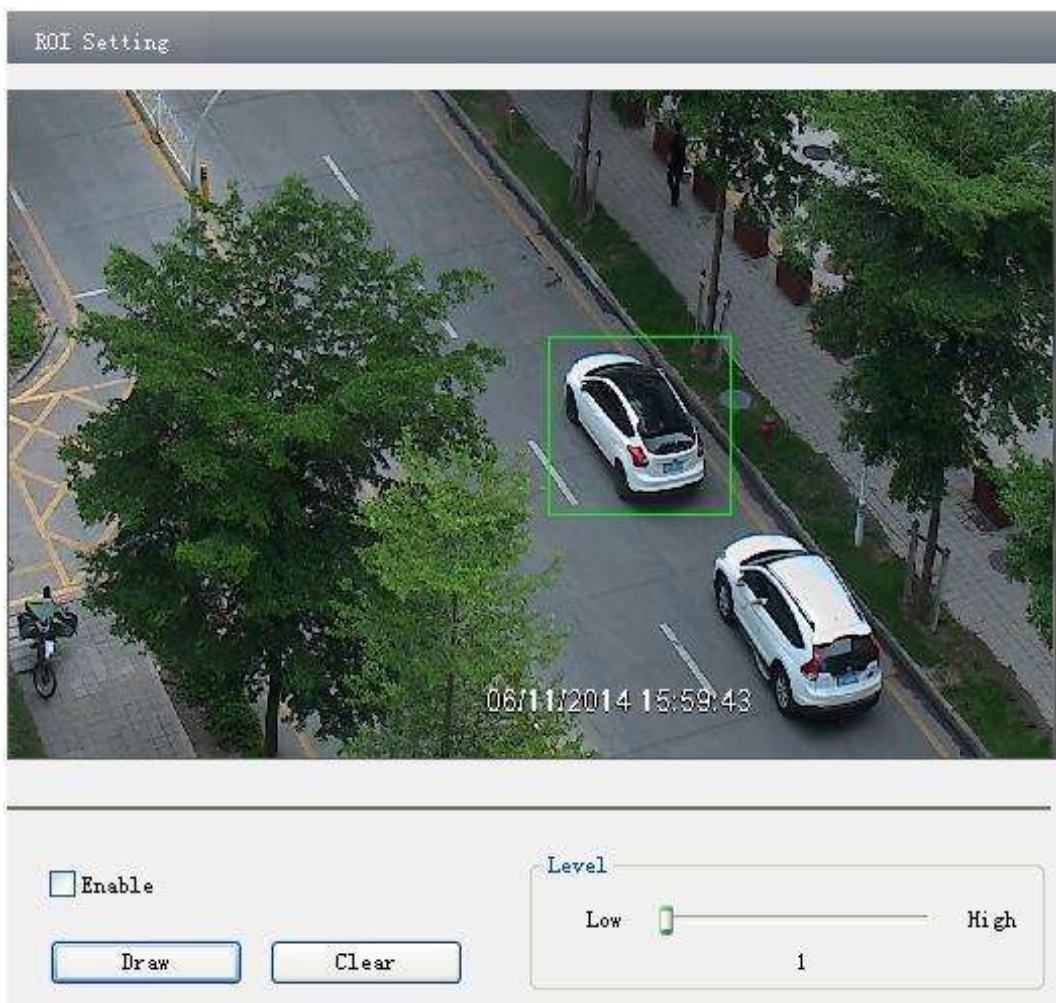 ROI Setting
06/11/2014 15:59:43
Enable
Level
Low
High
1
Draw
Clear